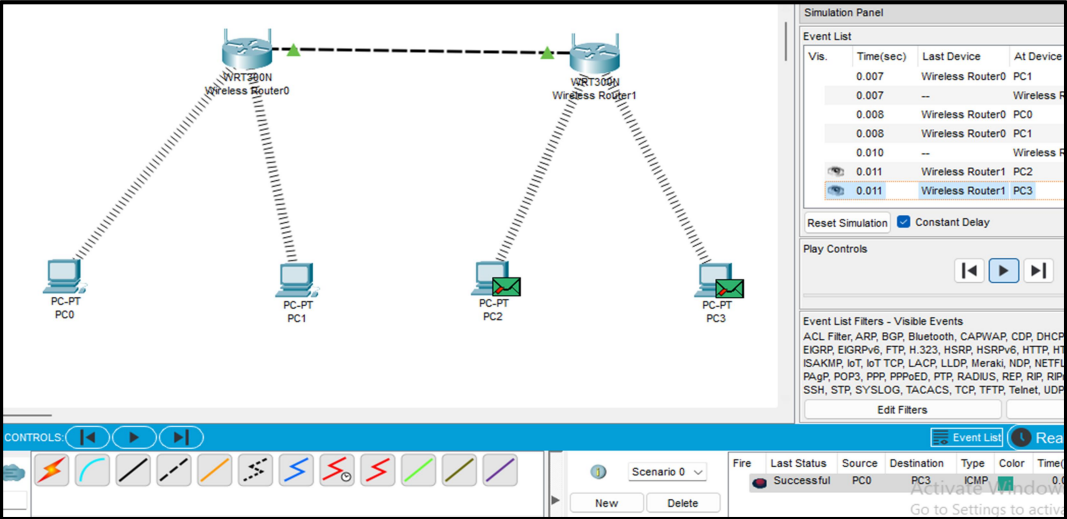 Simulation Panel
Event List
Vis. Time(sec) Last Device At Device
0.007 Wireless Router0 PC1
0.007 -- Wireless R
0.008 Wireless Router0 PC0
0.008 Wireless Router0 PC1
0.010 -- Wireless R
0.011 Wireless Router1 PC2
0.011 Wireless Router1 PC3
Reset Simulation Constant Delay
Play Controls
Event List Filters - Visible Events
ACL Filter, ARP, BGP, Bluetooth, CAPWAP, CDP, DHCP
EIGRP, EIGRPv6, FTP, H.323, HSRP, HSRPv6, HTTP, HT
ISAKMP, IoT, IoT TCP, LACP, LLDP, Meraki, NDP, NETFL
PAgP, POP3, PPP, PPPoED, PTP, RADIUS, REP, RIP, RIP
SSH, STP, SYSLOG, TACACS, TCP, TFTP, Telnet, UDP
Edit Filters
WRT300N
Wireless Router0
WRT300N
Wireless Router1
PC-PT
PC0
PC-PT
PC1
PC-PT
PC2
PC-PT
PC3
CONTROLS:
Event List
Rea
Scenario 0
New Delete
Fire Last Status Source Destination Type Color Time(
Successful PC0 PC3 ICMP 0.0
Activate Window
Go to Settings to activa